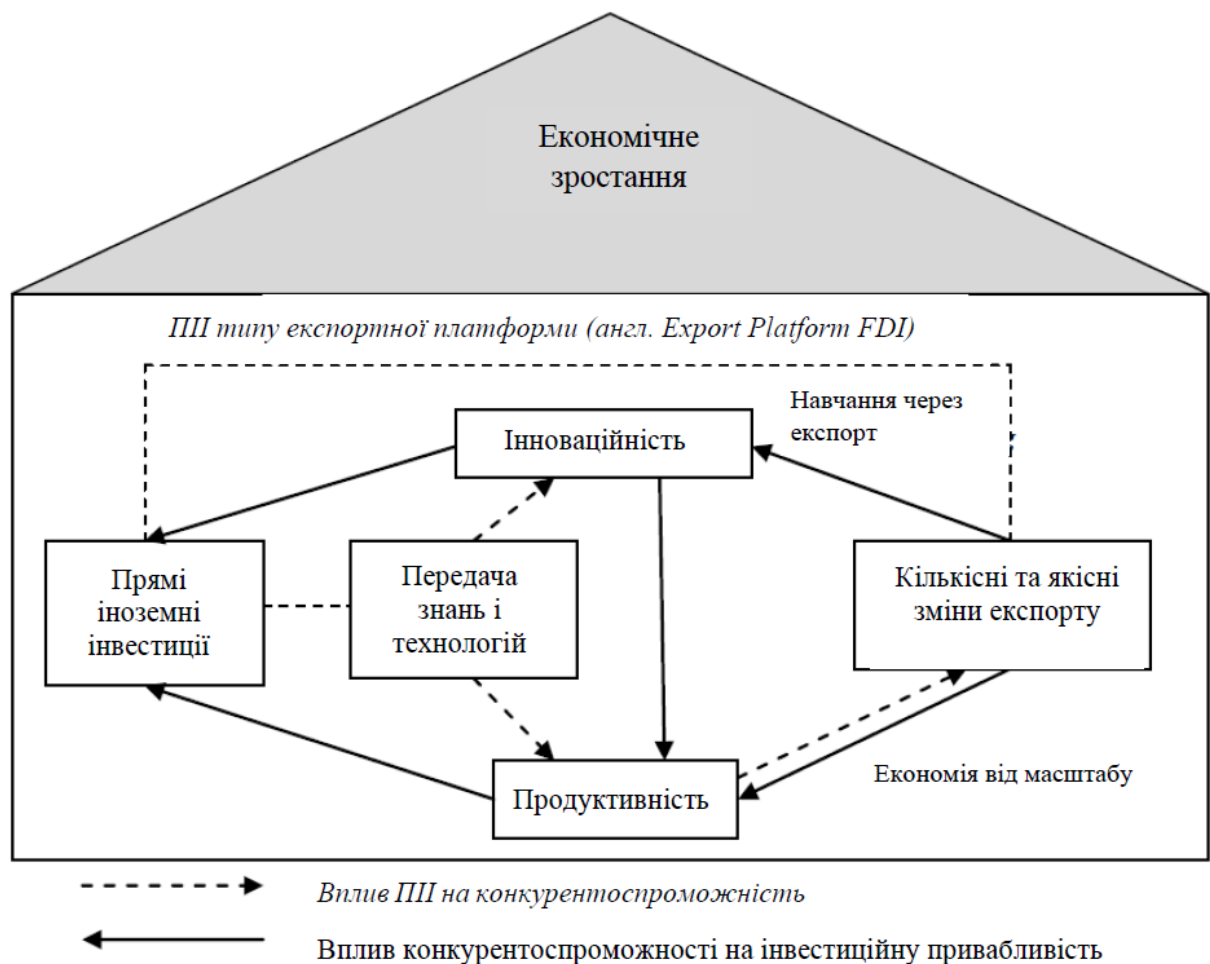 Економічне
зростання
ПІІ типу експортної платформи (англ. Export Platform FDI)
Навчання через
експорт
Інноваційність
Прямі
іноземні
інвестиції
Передача
знань і
технологій
Кількісні та якісні
зміни експорту
Продуктивність
Економія від масштабу
Вплив ПІІ на конкурентоспроможність
Вплив конкурентоспроможності на інвестиційну привабливість